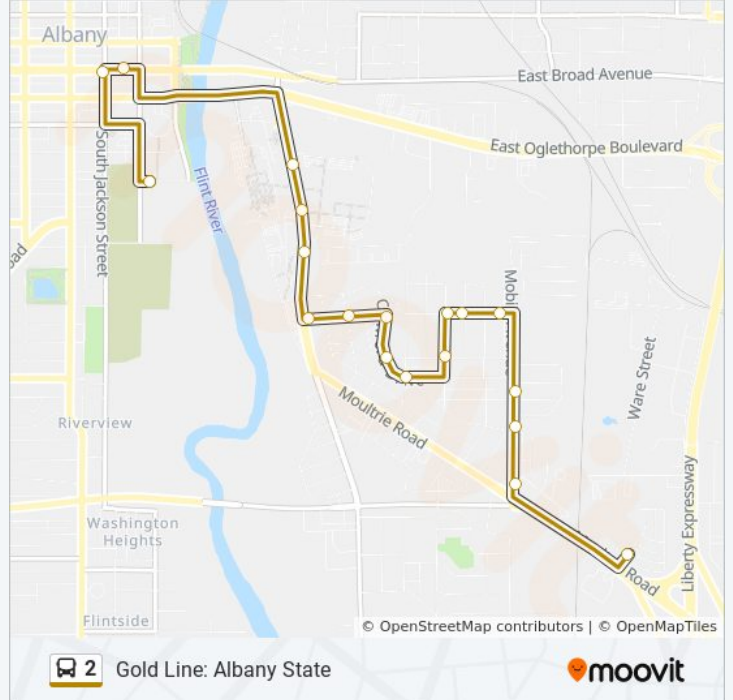 Albany
East Broad Avenue
East Oglethorpe Boulevard
South Jackson Street
Flint River
Ware Street
Moultrie Road
Riverview
Liberty Expressway
Washington
Heights
Road
Flintside
© OpenStreetMap contributors | © OpenMapTiles
2 Gold Line: Albany State
moovit